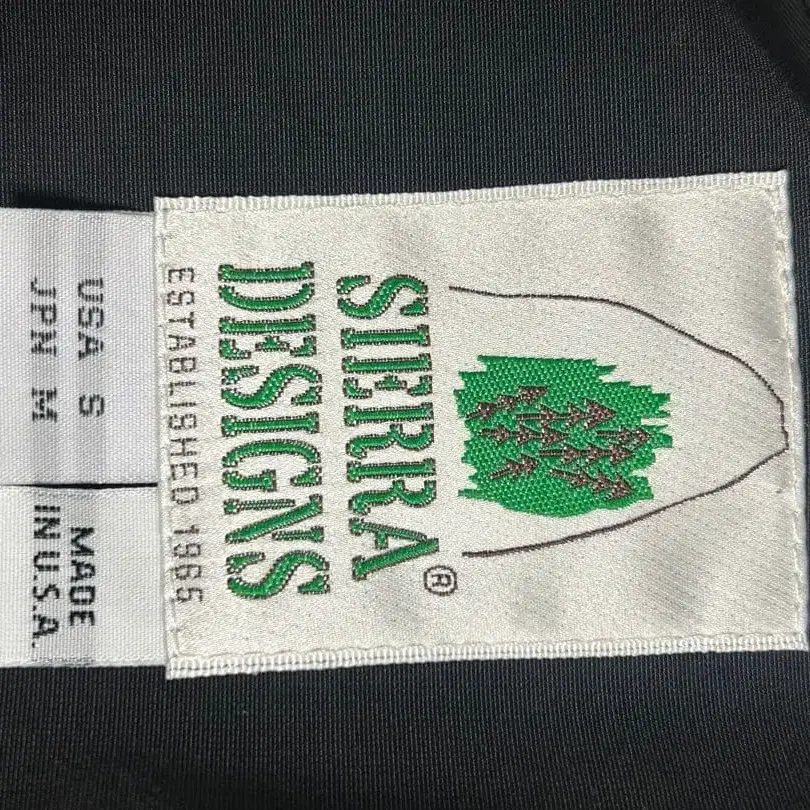 SIERRA
DESIGNS®
ESTABLISHED 1965
USA S
JPN M
MADE
IN U.S.A.